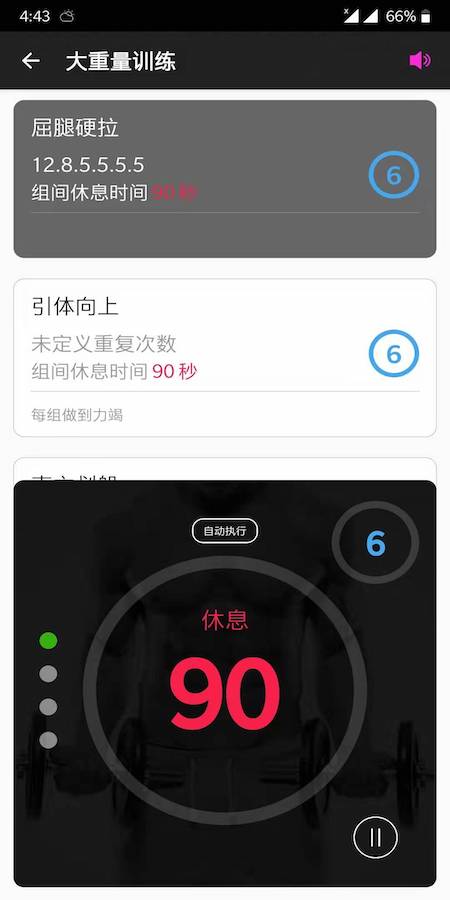 4:43
66%
大重量训练
屈腿硬拉
12.8.5.5.5.5
组间休息时间 90 秒
6
引体向上
未定义重复次数
组间休息时间 90 秒
6
每组做到力竭
自动执行
6
休息
90